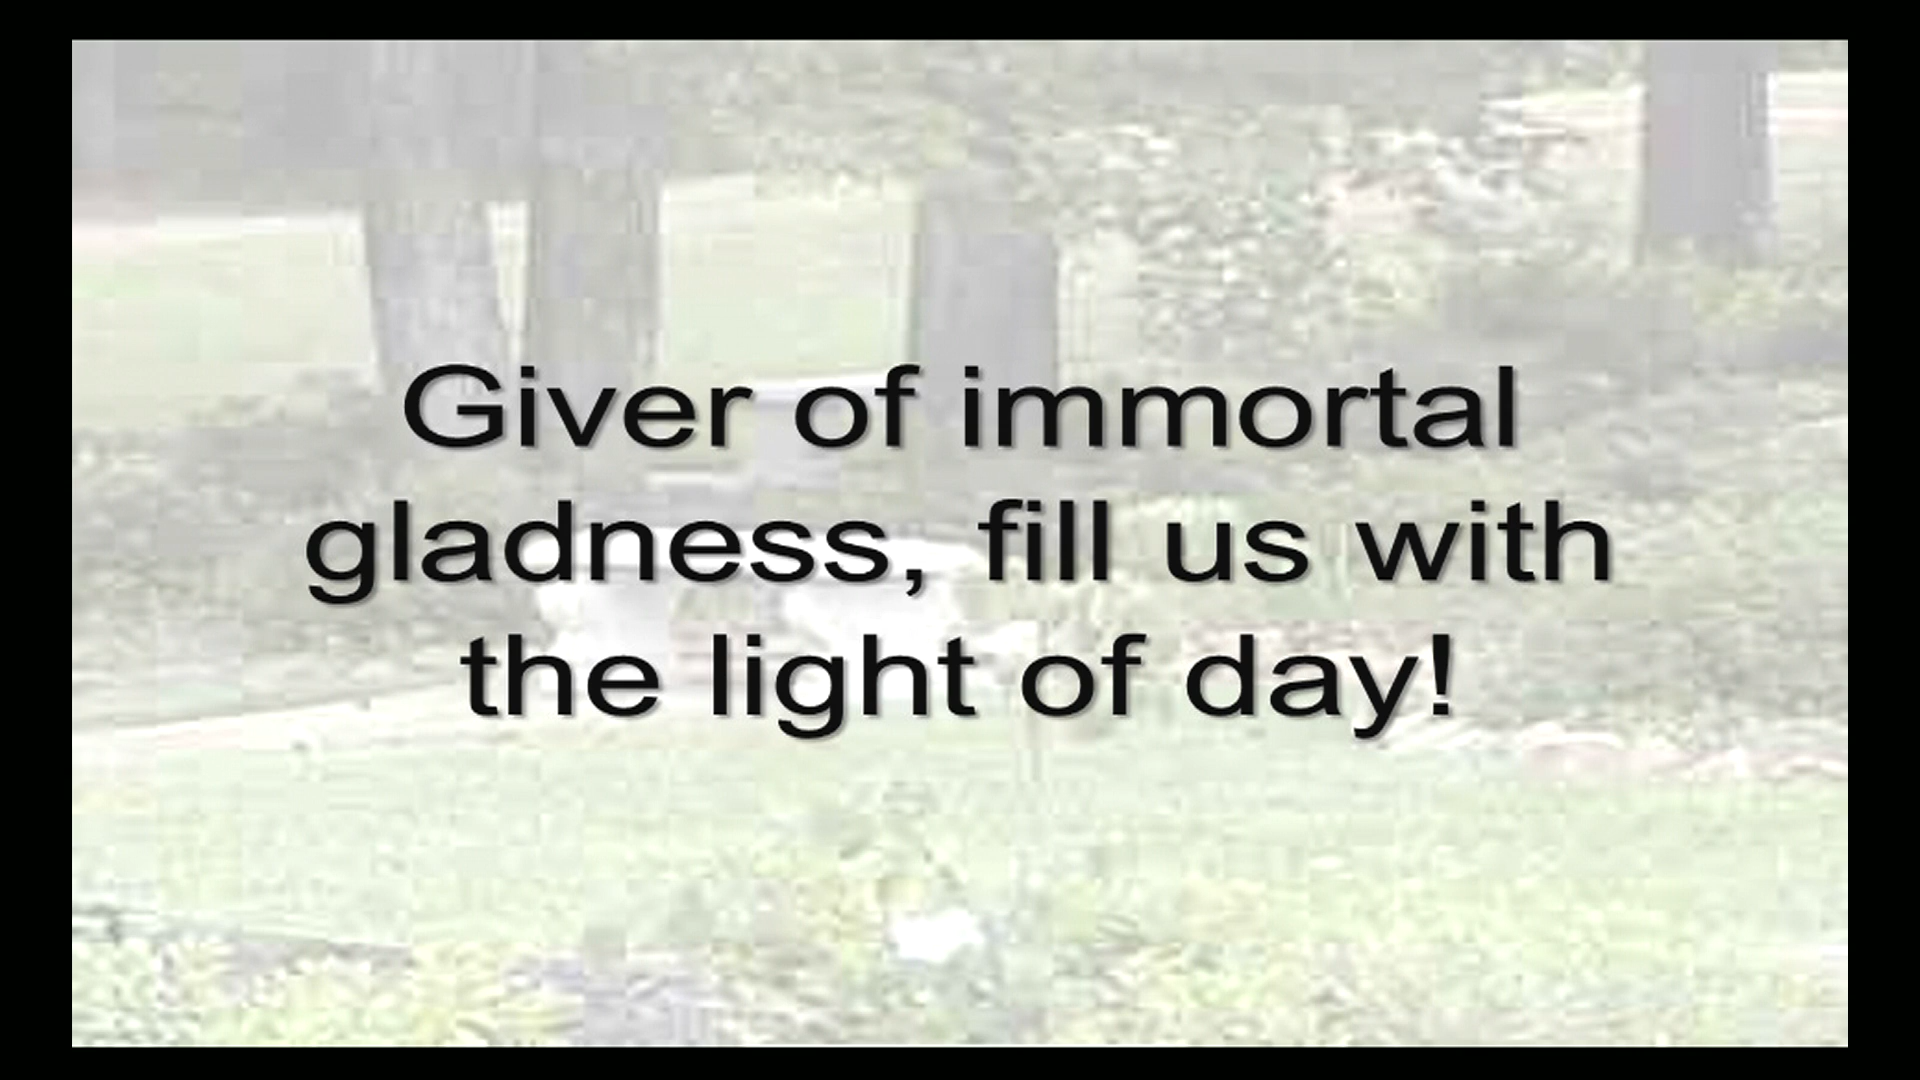 Giver of immortal
gladness, fill us with
the light of day!